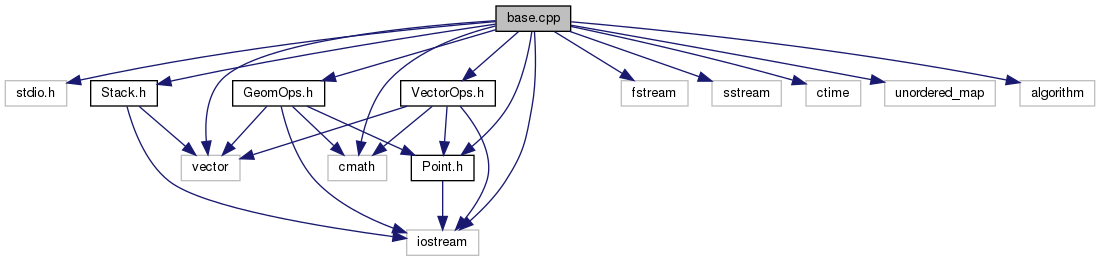 base.cpp
stdio.h
Stack.h
GeomOps.h
VectorOps.h
fstream
sstream
ctime
unordered_map
algorithm
vector
cmath
Point.h
iostream